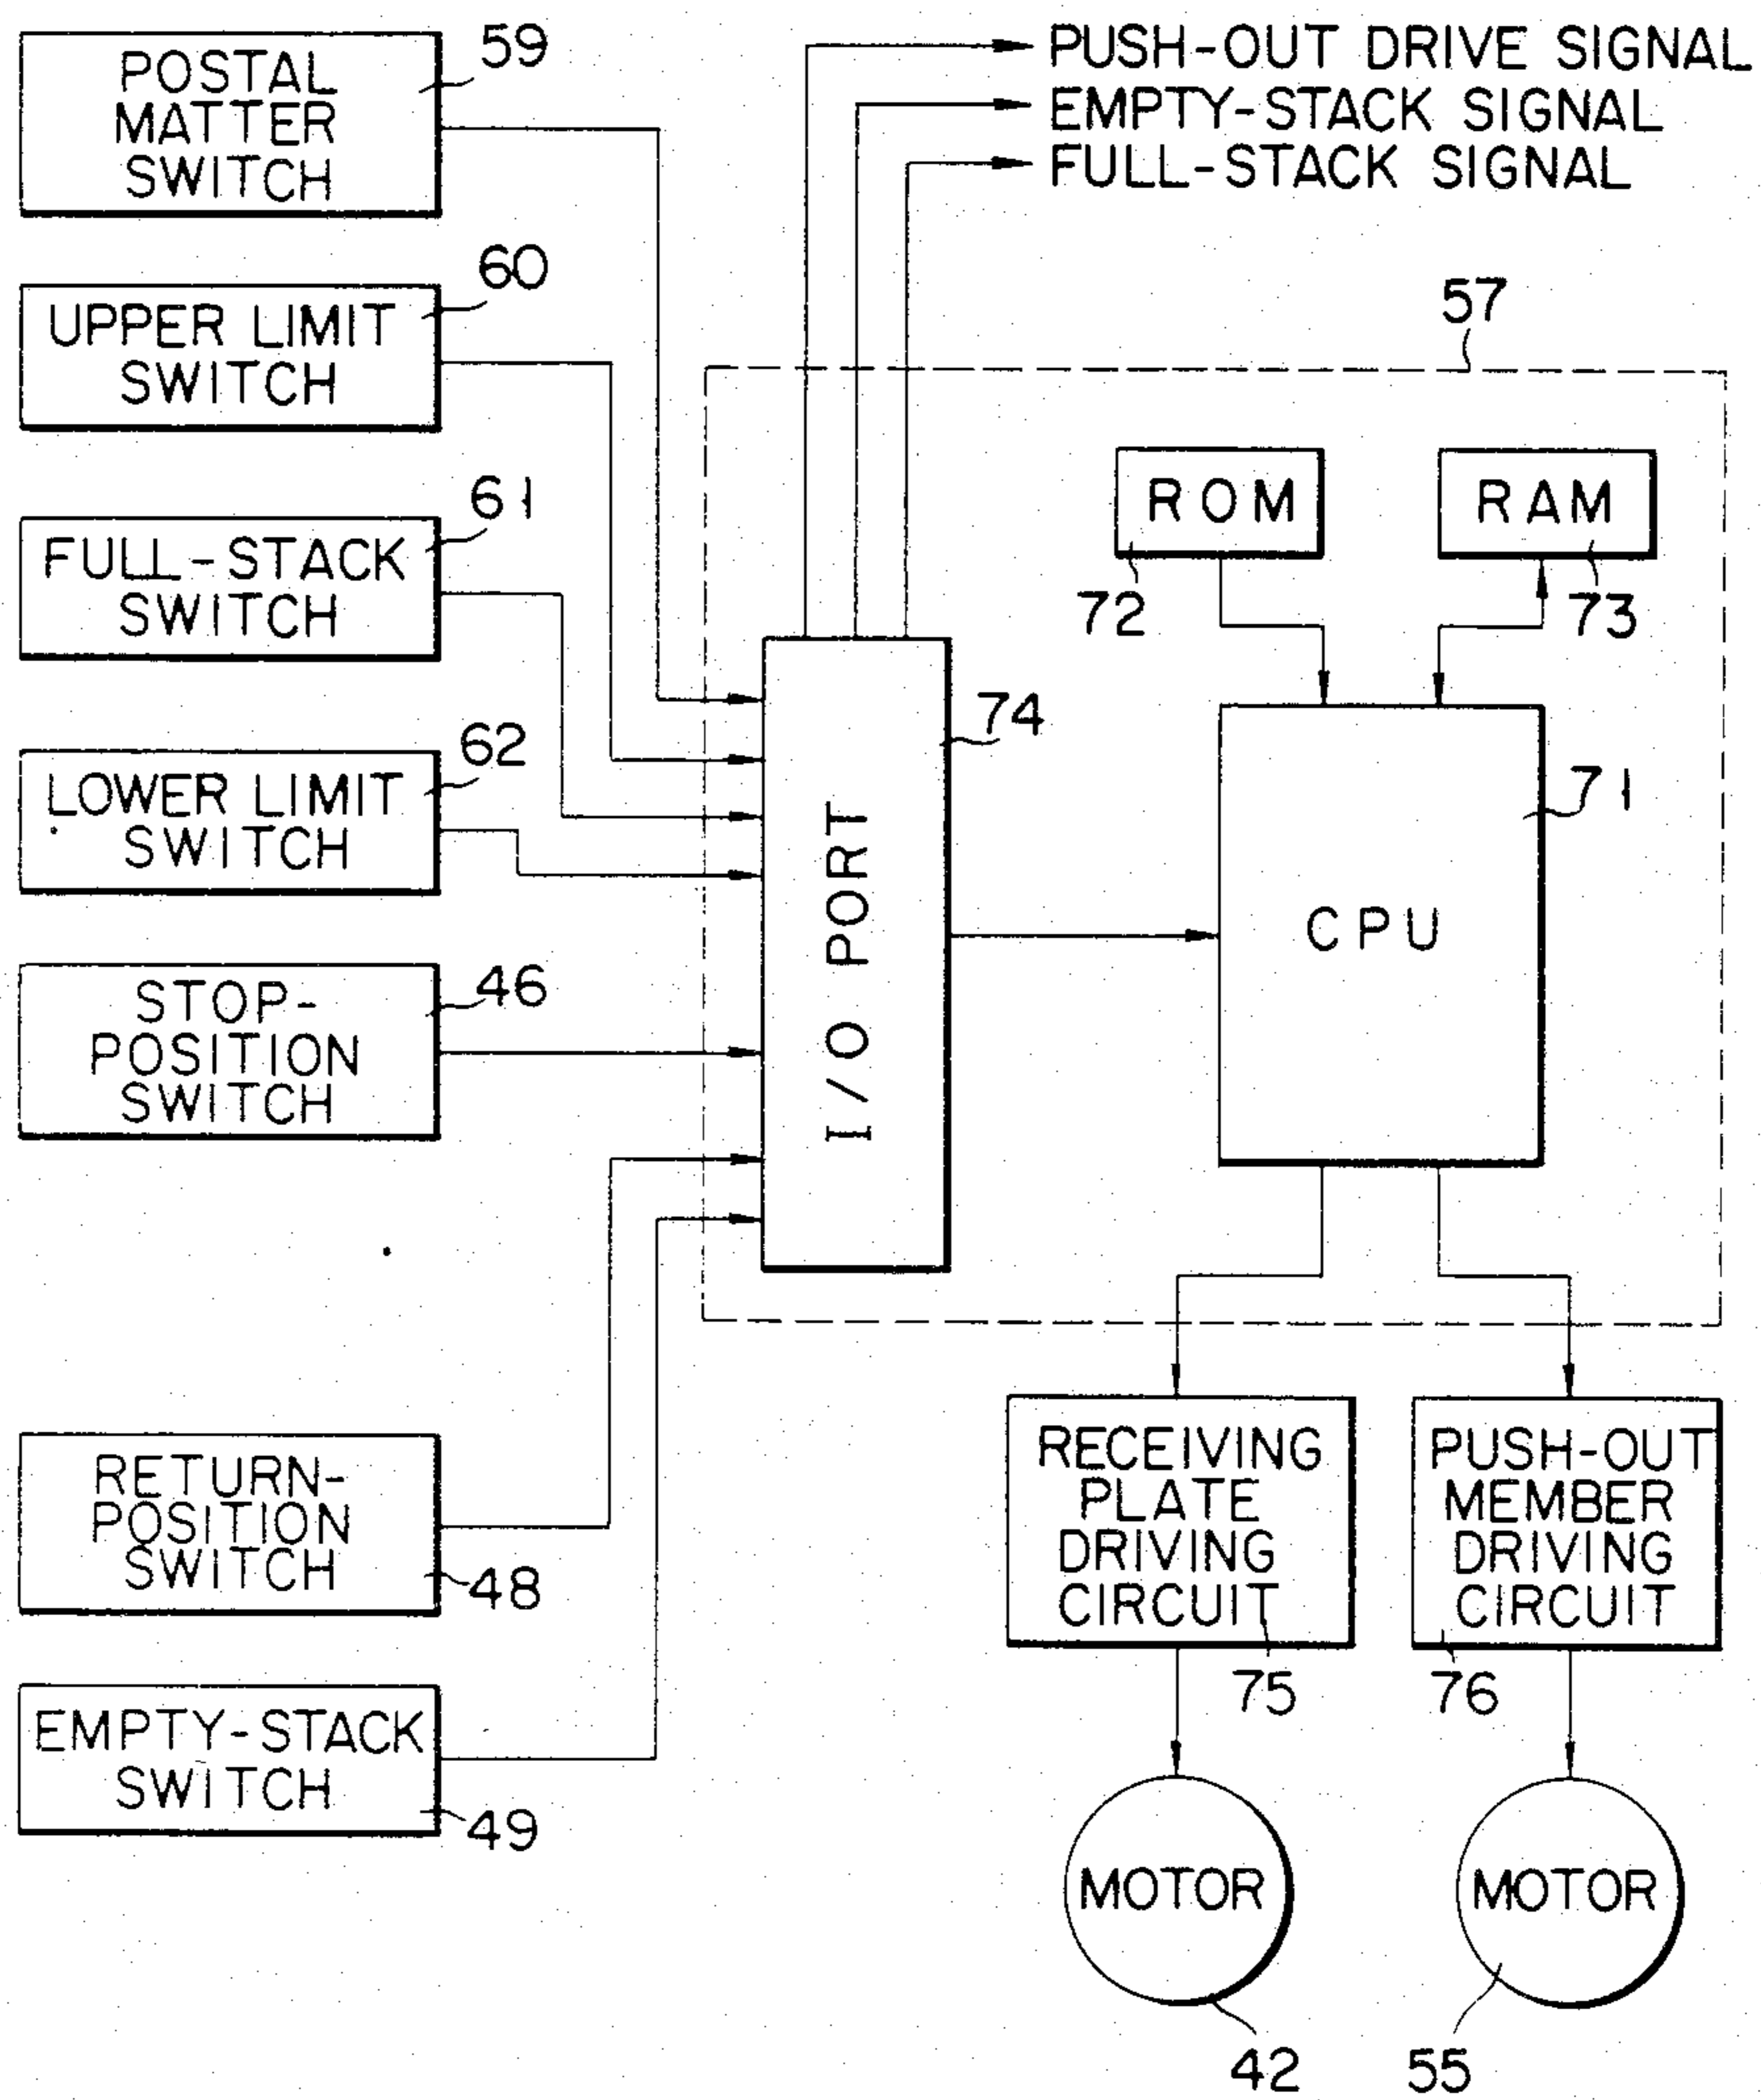 POSTAL
MATTER
SWITCH
59
PUSH-OUT DRIVE SIGNAL
EMPTY-STACK SIGNAL
FULL-STACK SIGNAL
UPPER LIMIT
SWITCH
60
57
FULL-STACK
SWITCH
61
ROM
72
RAM
73
LOWER LIMIT
SWITCH
62
I/O PORT
74
CPU
71
STOP-
POSITION
SWITCH
46
RETURN-
POSITION
SWITCH
48
RECEIVING
PLATE
DRIVING
CIRCUIT
75
PUSH-OUT
MEMBER
DRIVING
CIRCUIT
76
EMPTY-STACK
SWITCH
49
MOTOR
42
MOTOR
55